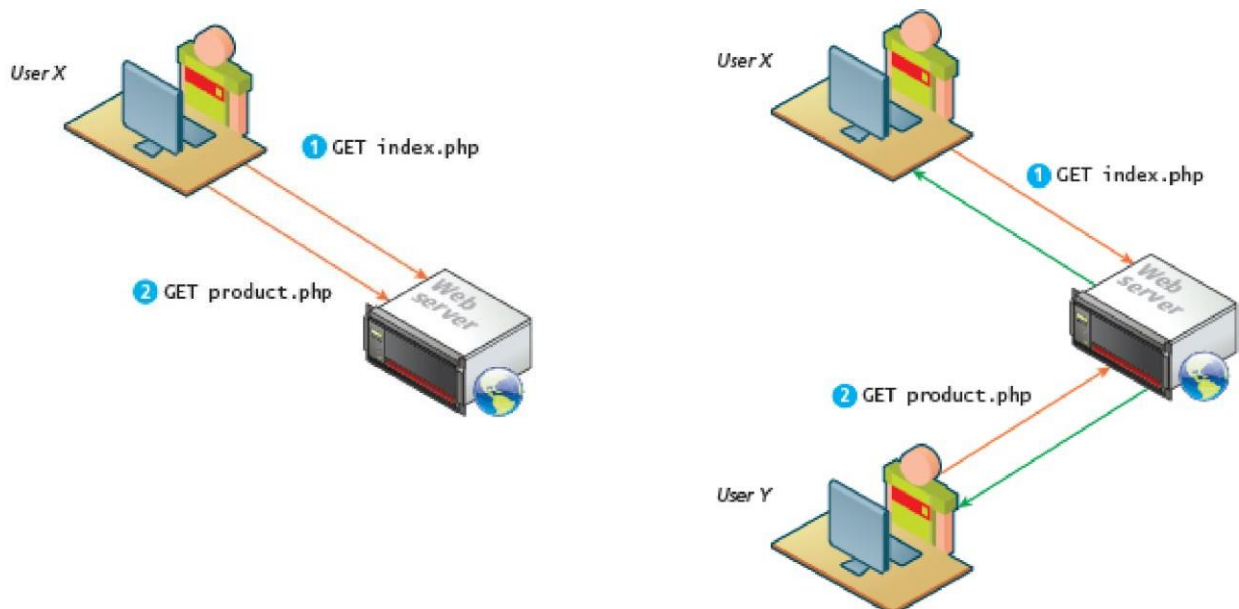 User X
1 GET index.php
2 GET product.php
Web
server
User X
1 GET index.php
Web
server
2 GET product.php
User Y